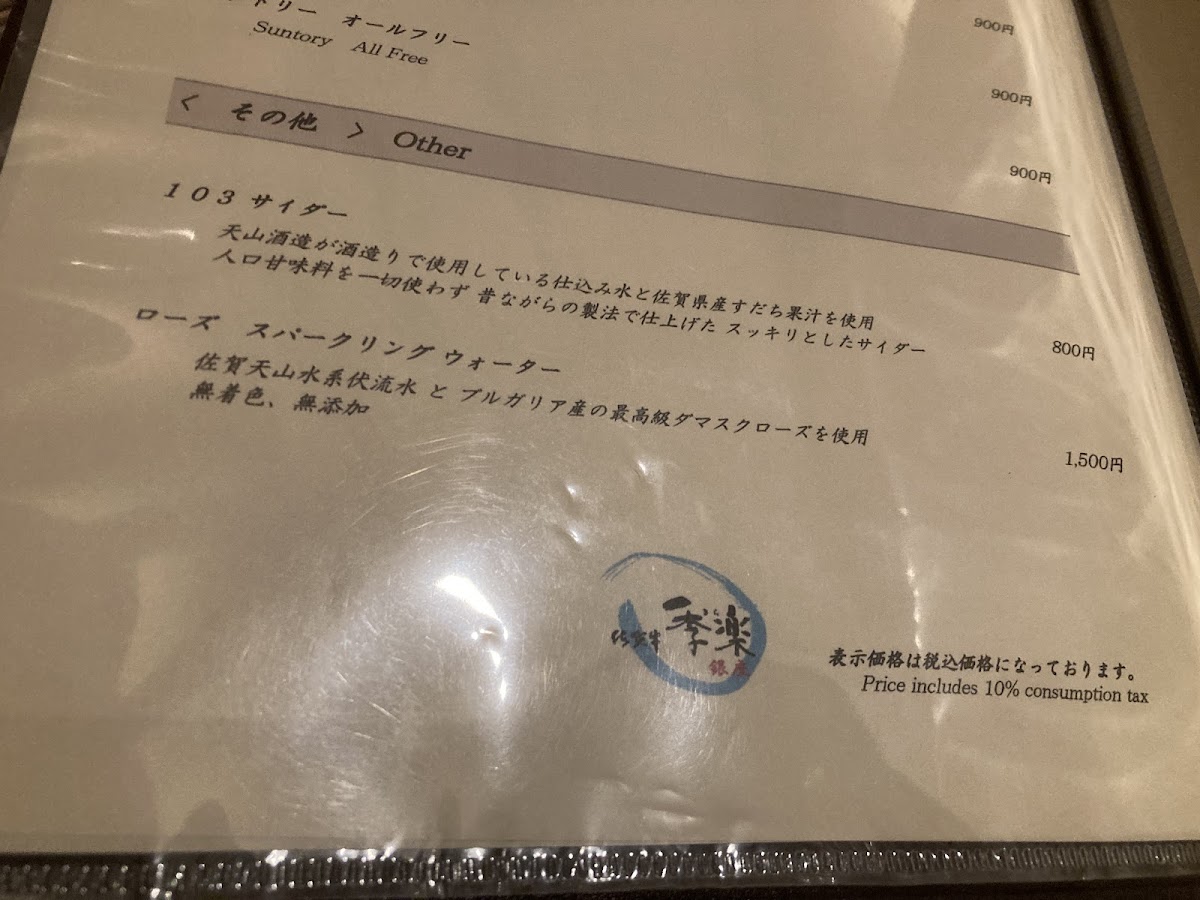 トリー オールフリー
Suntory All Free
900円
900円
900円
< その他 > Other
103 サイダー
天山酒造が酒造りで使用している仕込み水と佐賀県産すだち果汁を使用
人口甘味料を一切使わず 昔ながらの製法で仕上げた スッキリとしたサイダー
800円
ローズ スパークリング ウォーター
佐賀天山水系伏流水 と ブルガリア産の最高級ダマスクローズを使用
無着色、無添加
1,500円
佐賀牛 季楽
銀座
表示価格は税込価格になっております。
Price includes 10% consumption tax